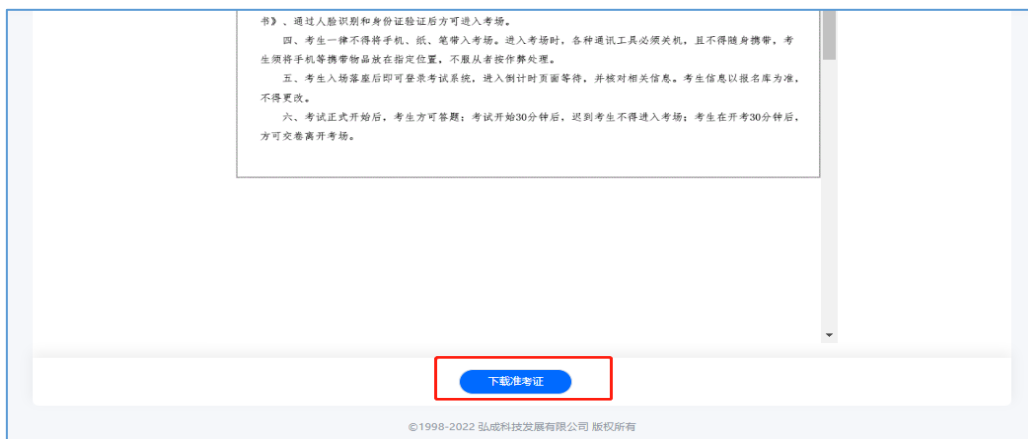 书》、通过人脸识别和身份证验证后方可进入考场。
四、考生一律不得将手机、纸、笔带入考场。进入考场时，各种通讯工具必须关机，且不得随身携带，考
生须将手机等携带物品放在指定位置，不服从者按作弊处理。
五、考生入场落座后即可登录考试系统，进入倒计时页面等待，并核对相关信息。考生信息以报名库为准，
不得更改。
六、考试正式开始后，考生方可答题；考试开始30分钟后，迟到考生不得进入考场；考生在开考30分钟后，
方可交卷离开考场。
下载准考证
©1998-2022 弘成科技发展有限公司 版权所有